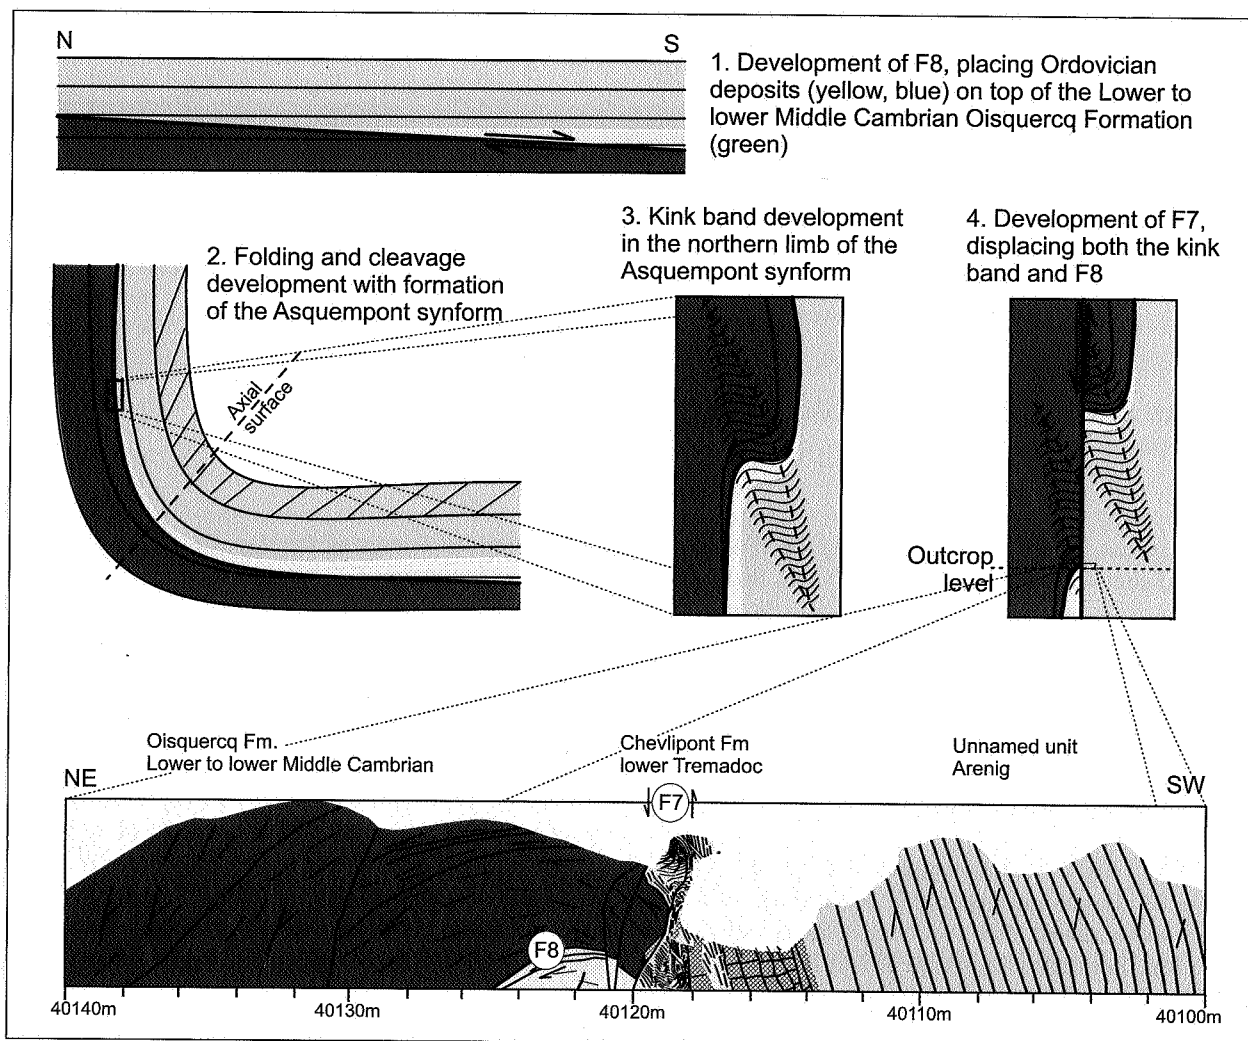 N
S
1. Development of F8, placing Ordovician
deposits (yellow, blue) on top of the Lower to
lower Middle Cambrian Oisquercq Formation
(green)
2. Folding and cleavage
development with formation
of the Asquempont synform
Axial
surface
3. Kink band development
in the northern limb of the
Asquempont synform
4. Development of F7,
displacing both the kink
band and F8
Outcrop
level
Oisquercq Fm.
Lower to lower Middle Cambrian
Chevlipont Fm
lower Tremadoc
Unnamed unit
Arenig
NE
SW
F7
F8
40140m
40130m
40120m
40110m
40100m